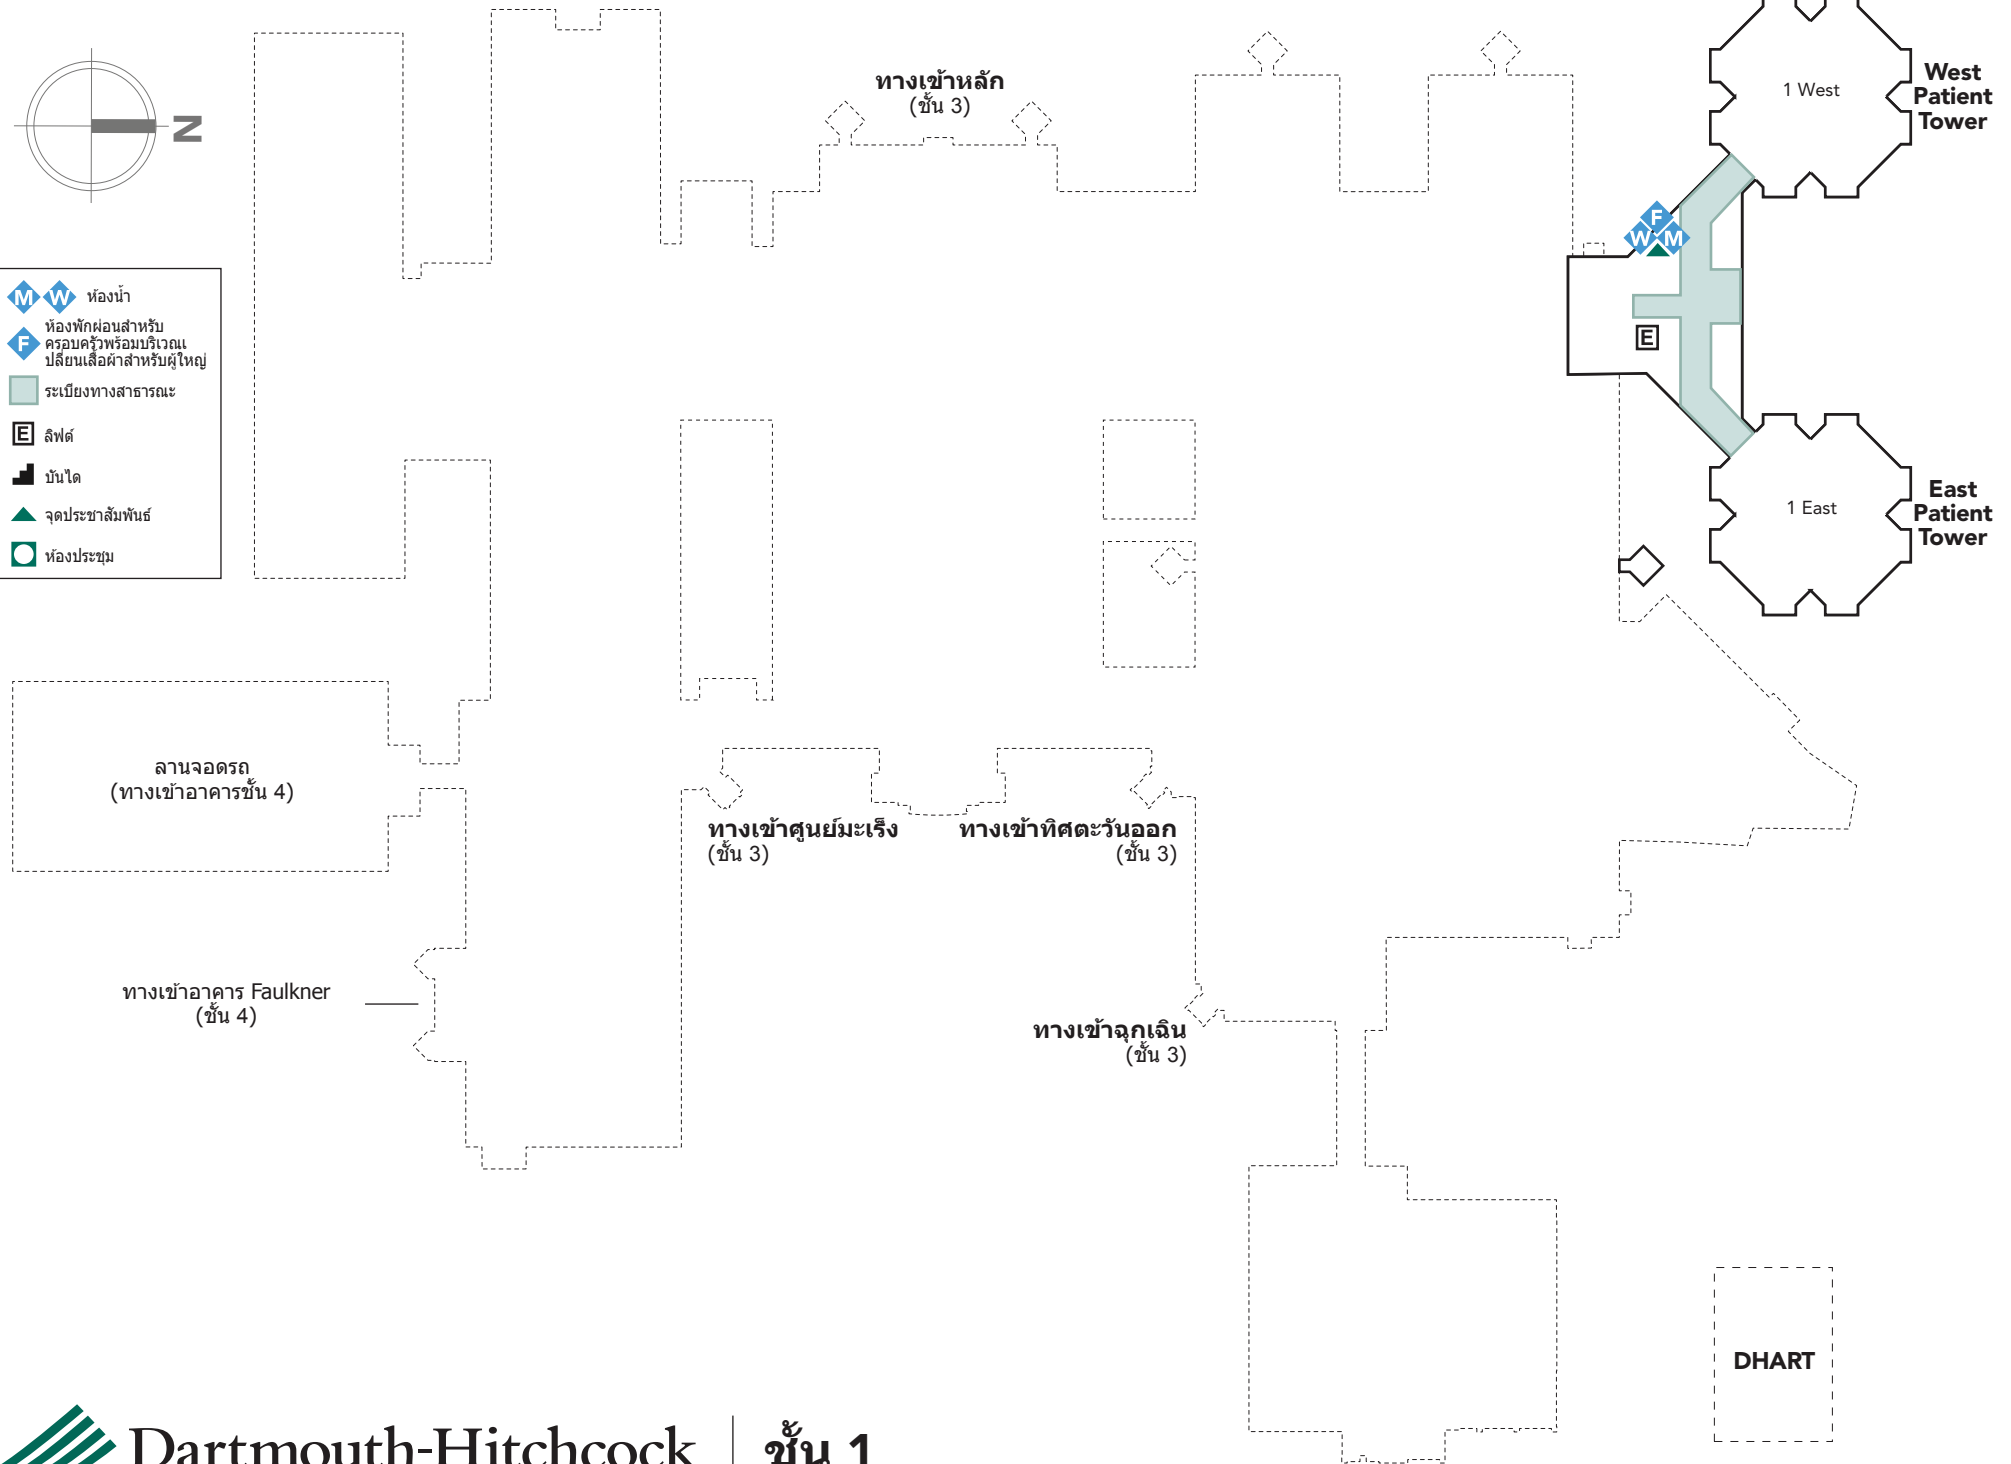 N
ทางเข้าหลัก
(ชั้น 3)
1 West
West
Patient
Tower
F
W M
E
M W ห้องน้ำ
F ห้องพักผ่อนสำหรับ
ครอบครัวพร้อมบริเวณเ
ปลี่ยนเสื้อผ้าสำหรับผู้ใหญ่
ระเบียงทางสาธารณะ
E ลิฟต์
บันได
จุดประชาสัมพันธ์
ห้องประชุม
1 East
East
Patient
Tower
ลานจอดรถ
(ทางเข้าอาคารชั้น 4)
ทางเข้าศูนย์มะเร็ง
(ชั้น 3)
ทางเข้าทิศตะวันออก
(ชั้น 3)
ทางเข้าอาคาร Faulkner
(ชั้น 4)
ทางเข้าฉุกเฉิน
(ชั้น 3)
DHART
Dartmouth-Hitchcock
ชั้น 1